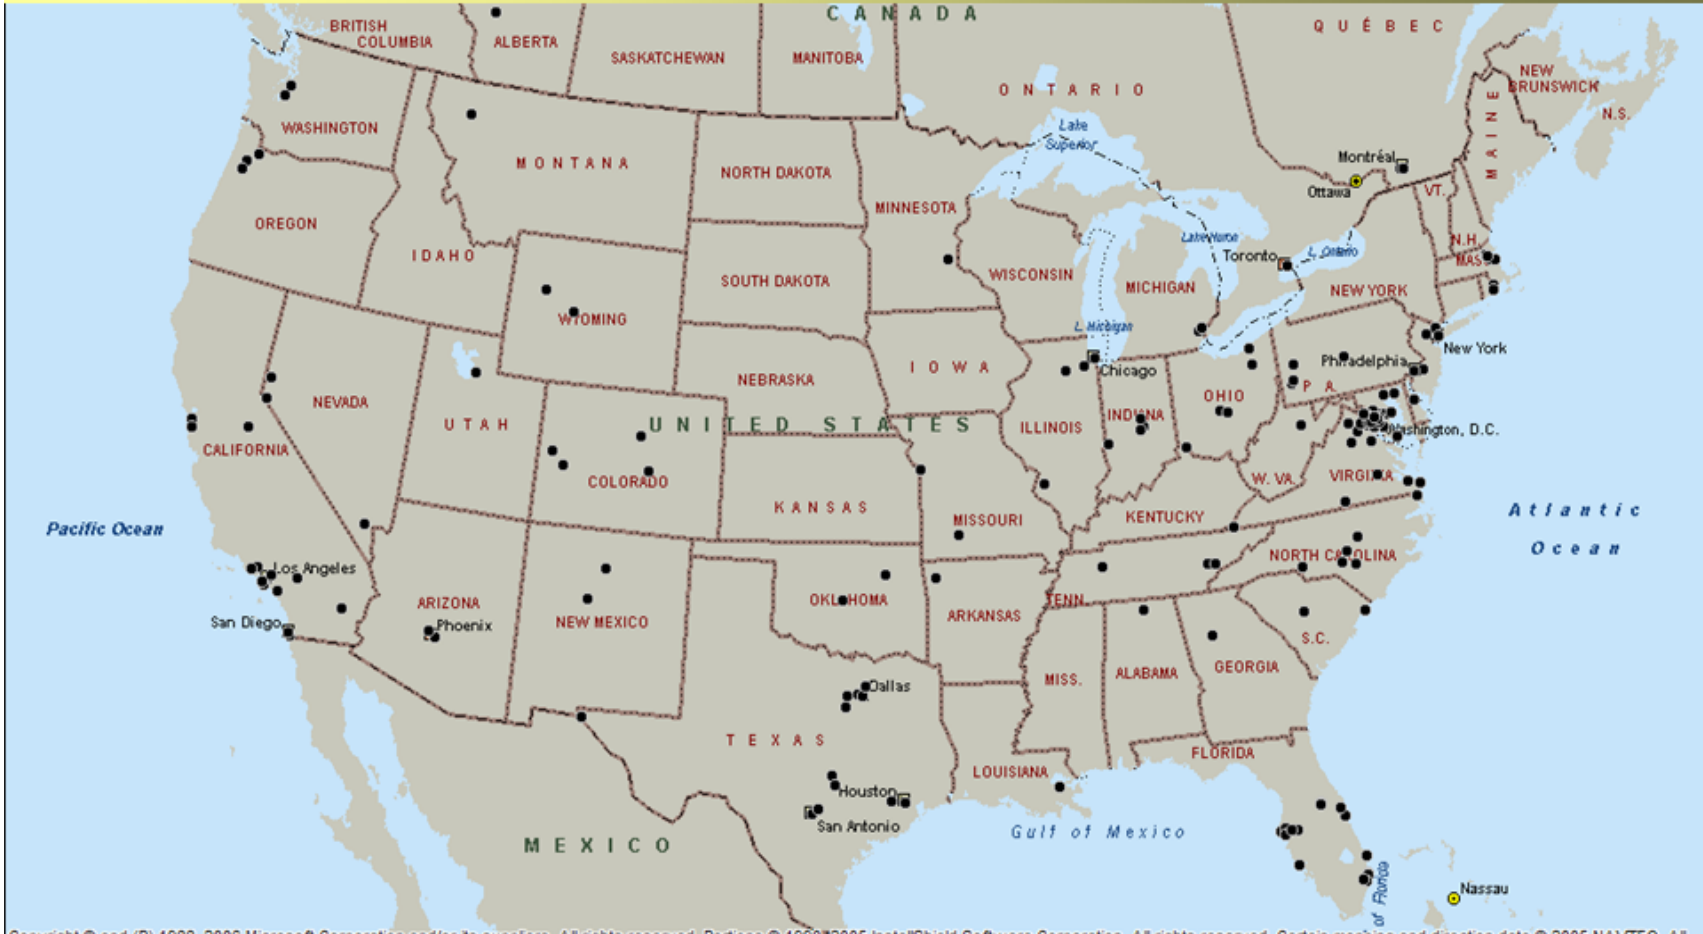 CANADA
BRITISH
COLUMBIA
ALBERTA
SASKATCHEWAN
MANITOBA
ONTARIO
QUÉBEC
NEW
BRUNSWICK
N.S.
MAINE
WASHINGTON
MONTANA
NORTH DAKOTA
MINNESOTA
Lake
Superior
Montréal
Ottawa
VT.
N.H.
OREGON
IDAHO
SOUTH DAKOTA
WISCONSIN
MICHIGAN
Lake Huron
Toronto
L. Ontario
MAS
NEW YORK
WYOMING
L. Michigan
New York
NEVADA
UTAH
NEBRASKA
IOWA
Chicago
Philadelphia
P A.
OHIO
INDIANA
ILLINOIS
UNITED STATES
Washington, D.C.
CALIFORNIA
COLORADO
KANSAS
MISSOURI
KENTUCKY
W. VA.
VIRGINIA
Pacific Ocean
Atlantic
Ocean
Los Angeles
San Diego
ARIZONA
Phoenix
NEW MEXICO
OKLAHOMA
ARKANSAS
TENN.
NORTH CAROLINA
S.C.
MISS.
ALABAMA
GEORGIA
Dallas
TEXAS
LOUISIANA
FLORIDA
Houston
San Antonio
MEXICO
Gulf of Mexico
of Florida
Nassau